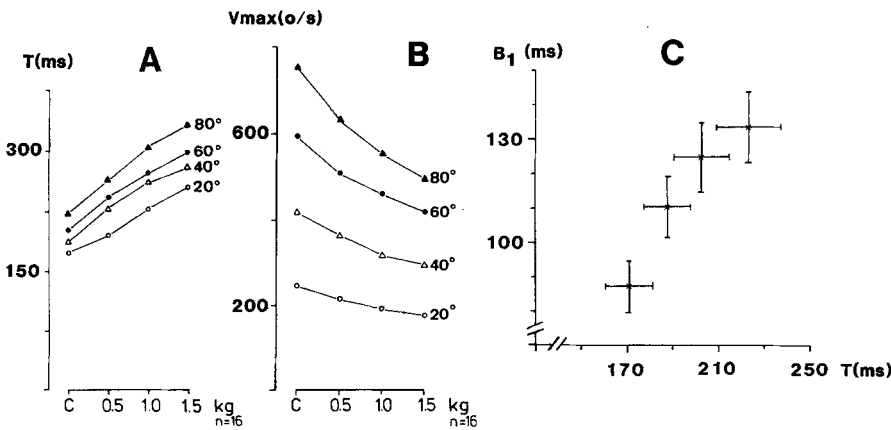 A
T(ms)
300
150
80°
60°
40°
20°
C 0.5 1.0 1.5 kg
n=16
B
Vmax(o/s)
600
200
80°
60°
40°
20°
C 0.5 1.0 1.5 kg
n=16
C
B1 (ms)
130
100
170 210 250 T(ms)